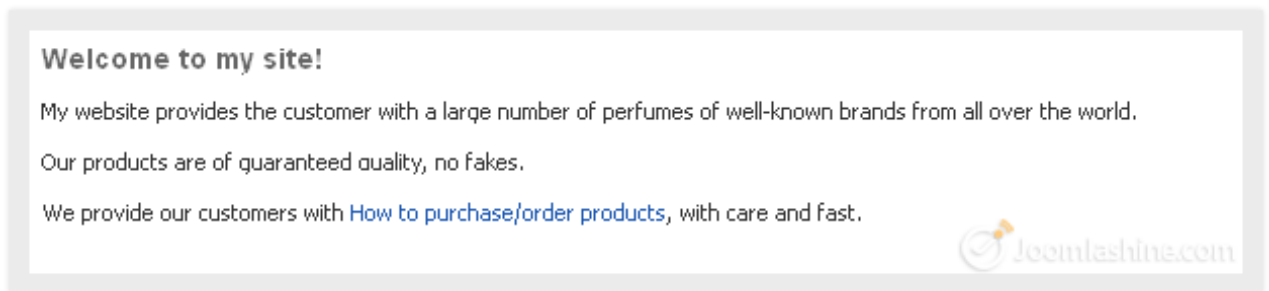 Welcome to my site!
My website provides the customer with a large number of perfumes of well-known brands from all over the world.
Our products are of guaranteed quality, no fakes.
We provide our customers with How to purchase/order products, with care and fast.
Joomlashine.com